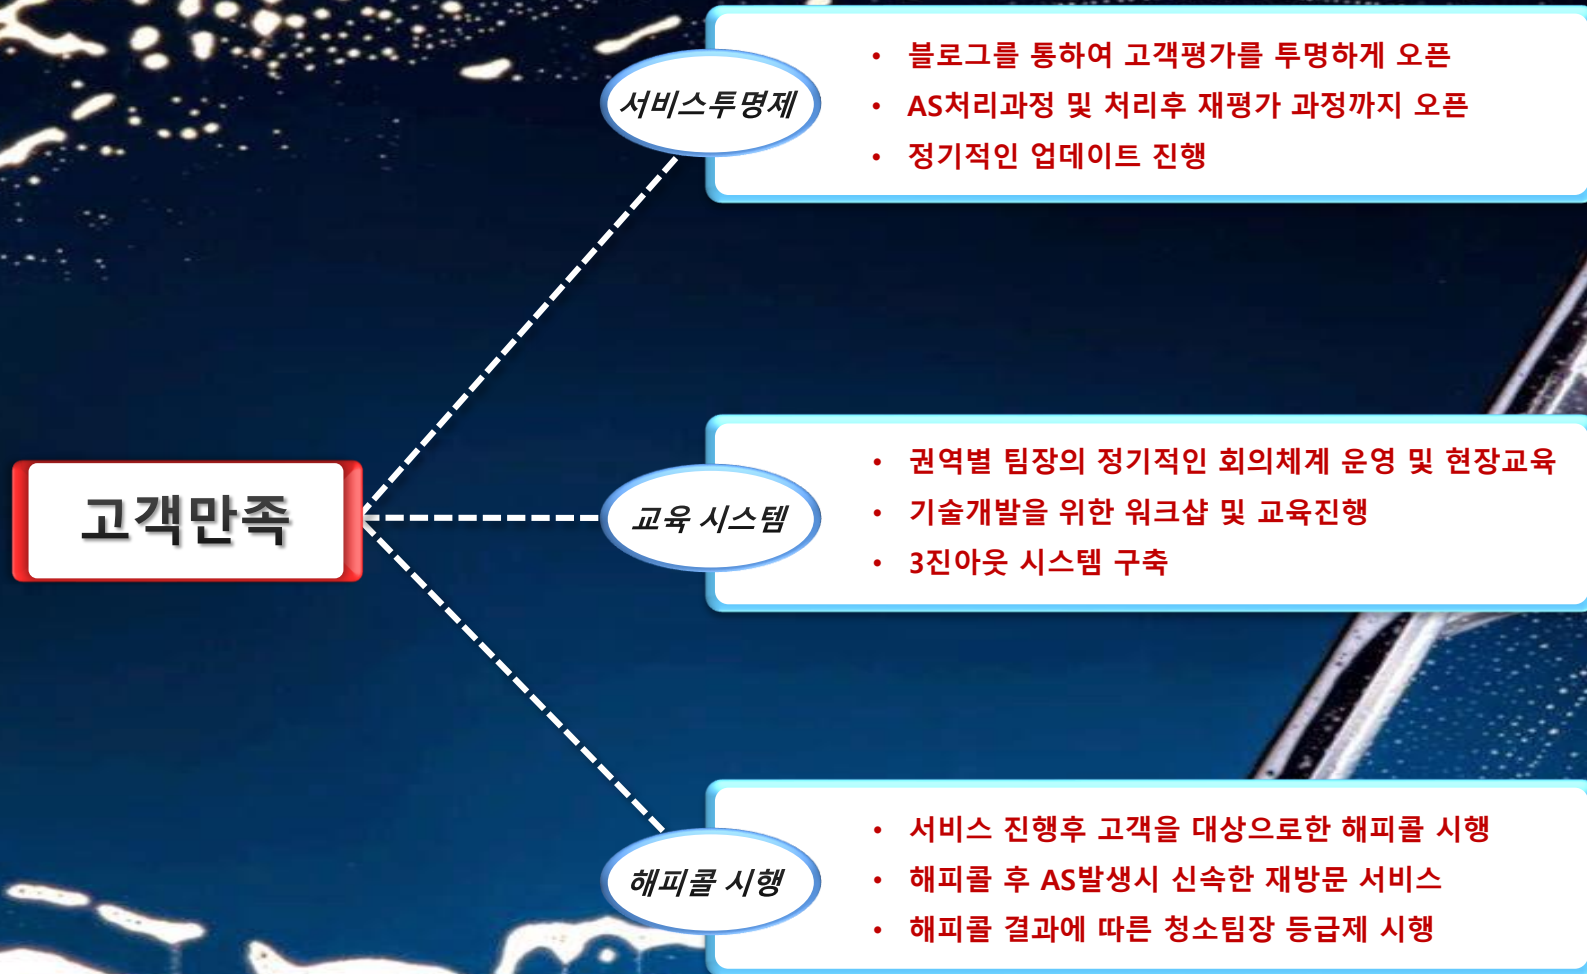 서비스투명제
• 블로그를 통하여 고객평가를 투명하게 오픈
• AS처리과정 및 처리후 재평가 과정까지 오픈
• 정기적인 업데이트 진행
고객만족
교육 시스템
• 권역별 팀장의 정기적인 회의체계 운영 및 현장교육
• 기술개발을 위한 워크샵 및 교육진행
• 3진아웃 시스템 구축
해피콜 시행
• 서비스 진행후 고객을 대상으로한 해피콜 시행
• 해피콜 후 AS발생시 신속한 재방문 서비스
• 해피콜 결과에 따른 청소팀장 등급제 시행